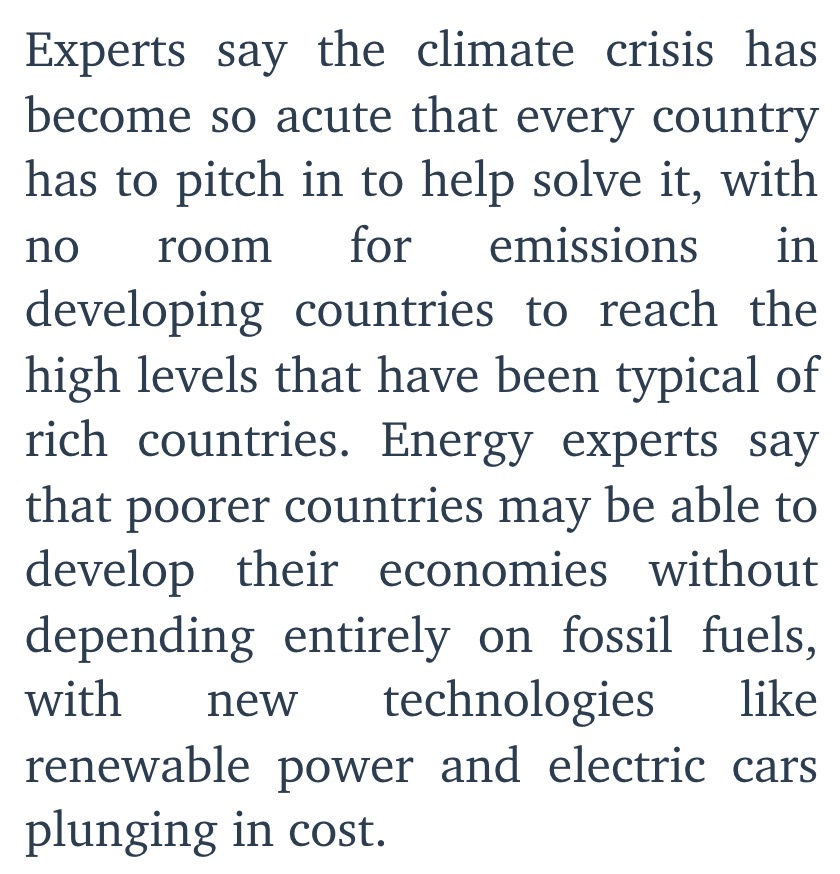 Experts say the climate crisis has
become so acute that every country
has to pitch in to help solve it, with
no room for emissions in
developing countries to reach the
high levels that have been typical of
rich countries. Energy experts say
that poorer countries may be able to
develop their economies without
depending entirely on fossil fuels,
with new technologies like
renewable power and electric cars
plunging in cost.